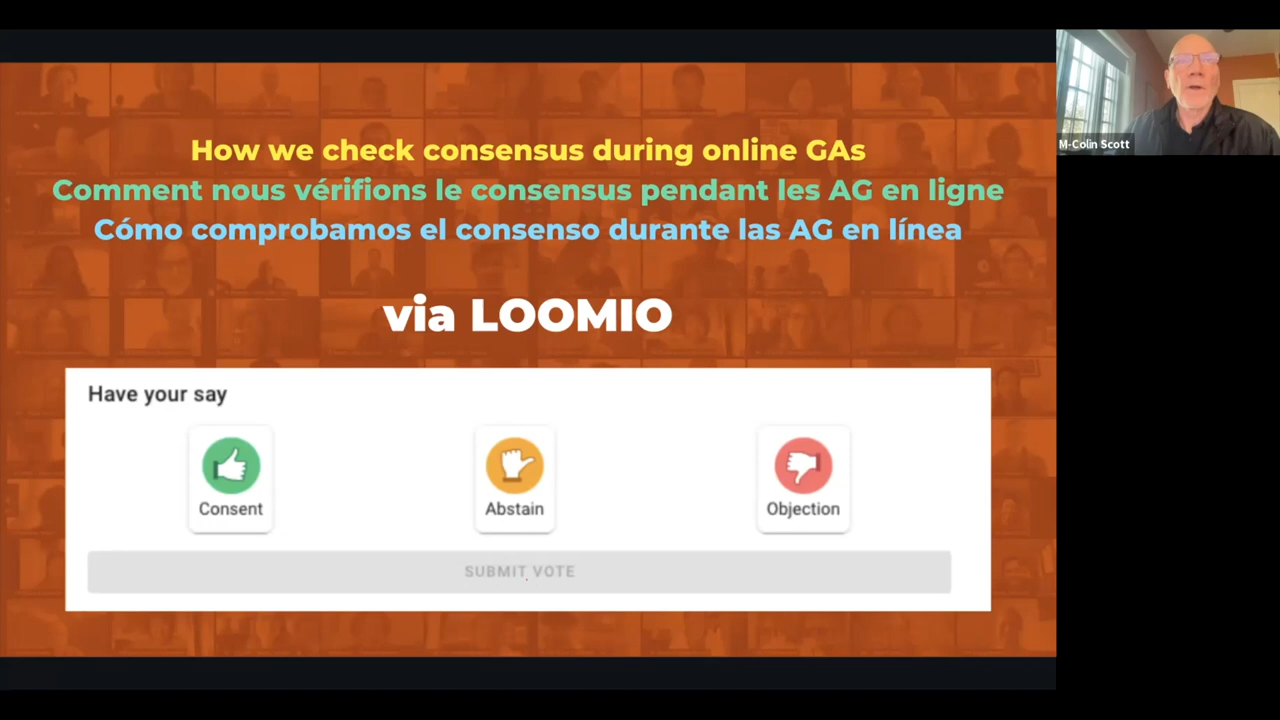 How we check consensus during online GAs
Comment nous vérifions le consensus pendant les AG en ligne
Cómo comprobamos el consenso durante las AG en línea
via LOOMIO
Have your say
Consent
Abstain
Objection
SUBMIT VOTE
M-Colin Scott